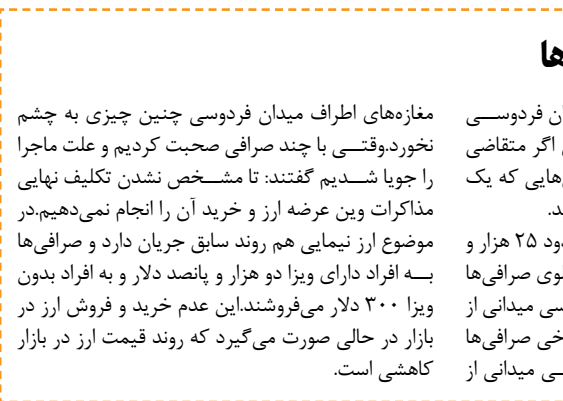 ها
ن فردوسی
اگر متقاضی
هایی که یک
د.
دود ۲۵ هزار و
لوی صرافی‌ها
سی میدانی از
خی صرافی‌ها
ـی میدانی از
مغازه‌های اطراف میدان فردوسی چنین چیزی به چشم
نخورد.وقتی با چند صرافی صحبت کردیم و علت ماجرا
را جویا شدیم گفتند: تا مشخص نشدن تکلیف نهایی
مذاکرات وین عرضه ارز و خرید آن را انجام نمی‌دهیم.در
موضوع ارز نیمایی هم روند سابق جریان دارد و صرافی‌ها
به افراد دارای ویزا دو هزار و پانصد دلار و به افراد بدون
ویزا ۳۰۰ دلار می‌فروشند.این عدم خرید و فروش ارز در
بازار در حالی صورت می‌گیرد که روند قیمت ارز در بازار
کاهشی است.